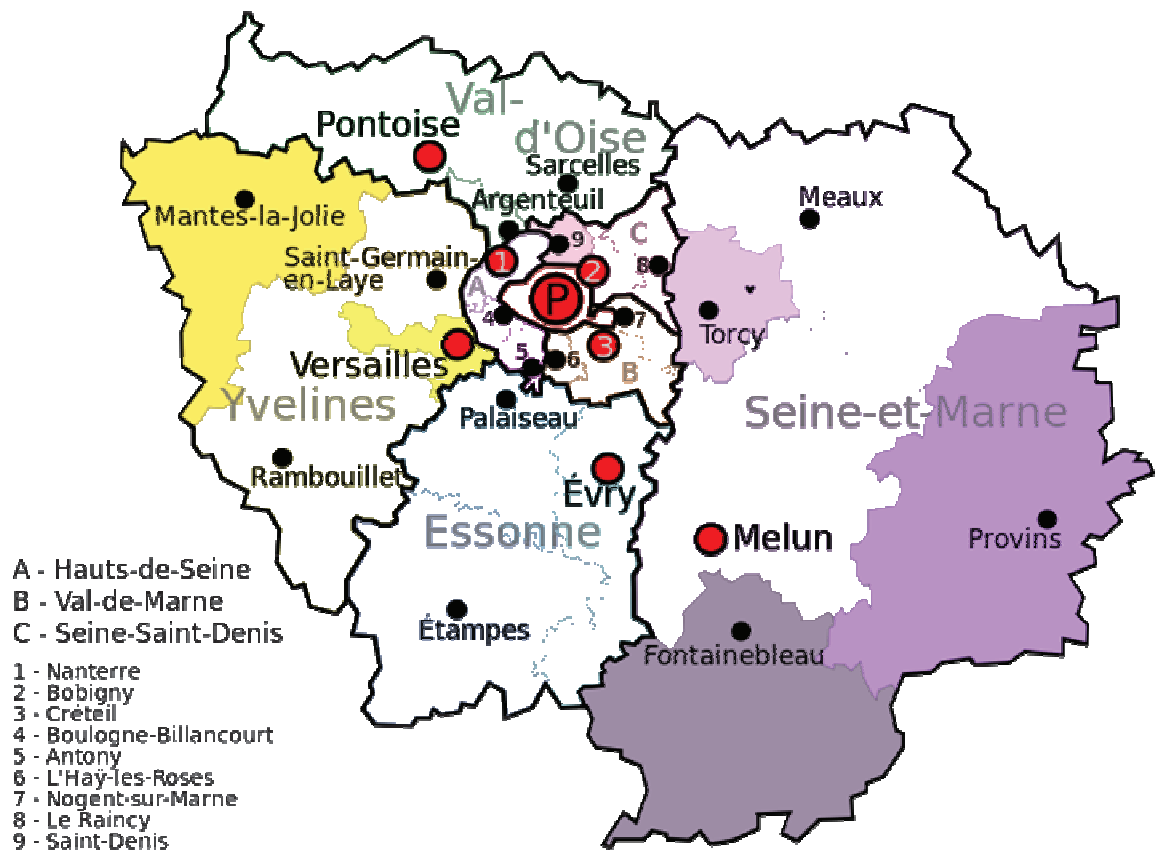 Val-
d'Oise
Pontoise
Sarcelles
Argenteuil
Meaux
Mantes-la-Jolie
Saint-Germain-
en-Laye
C
9
1
2
8
A
P
4
7
Torcy
Versailles
5
6
3
B
Yvelines
Palaiseau
Seine-et-Marne
Rambouillet
Évry
Essonne
Melun
Provins
Étampes
Fontainebleau
A - Hauts-de-Seine
B - Val-de-Marne
C - Seine-Saint-Denis
1 - Nanterre
2 - Bobigny
3 - Créteil
4 - Boulogne-Billancourt
5 - Antony
6 - L'Haÿ-les-Roses
7 - Nogent-sur-Marne
8 - Le Raincy
9 - Saint-Denis